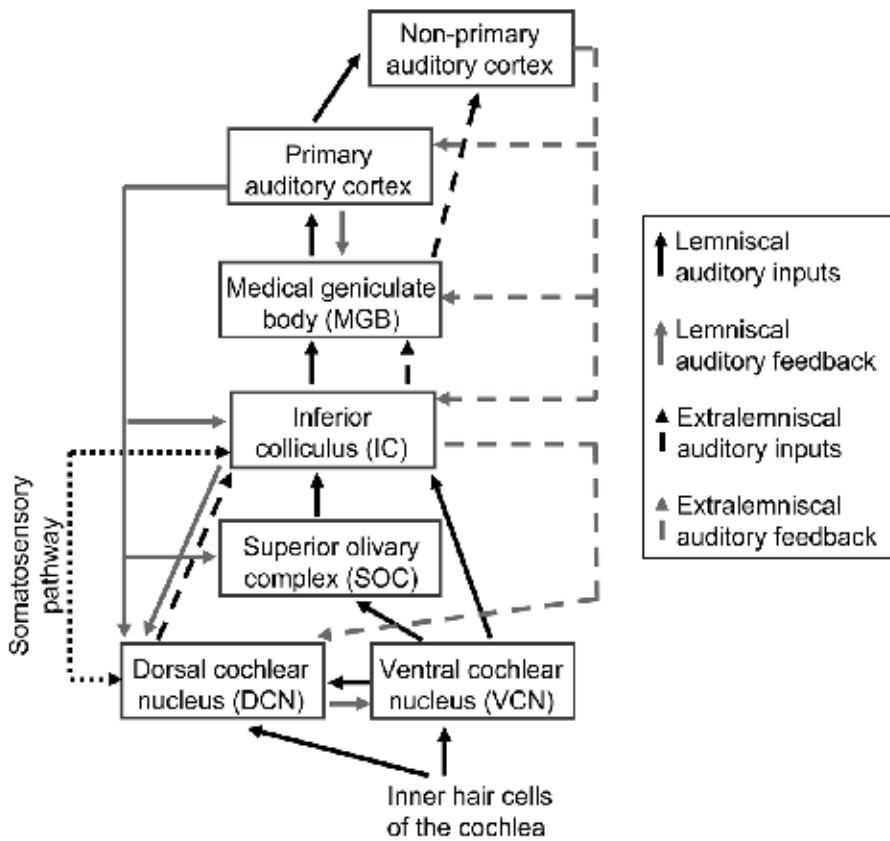 Non-primary
auditory cortex
Primary
auditory cortex
Medical geniculate
body (MGB)
Inferior
colliculus (IC)
Superior olivary
complex (SOC)
Dorsal cochlear
nucleus (DCN)
Ventral cochlear
nucleus (VCN)
Inner hair cells
of the cochlea
Somatosensory
pathway
Lemniscal
auditory inputs
Lemniscal
auditory feedback
Extralemniscal
auditory inputs
Extralemniscal
auditory feedback